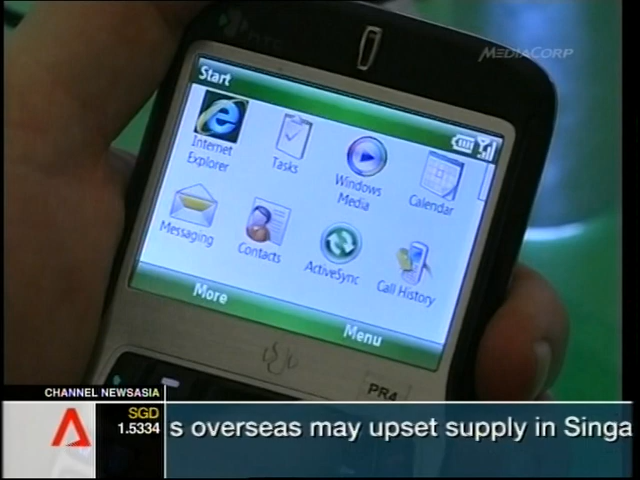 MEDIACORP
Start
Internet Explorer
Tasks
Windows Media
Calendar
Messaging
Contacts
ActiveSync
Call History
More
Menu
PR4
CHANNEL NEWSASIA
SGD
1.5334
s overseas may upset supply in Singa